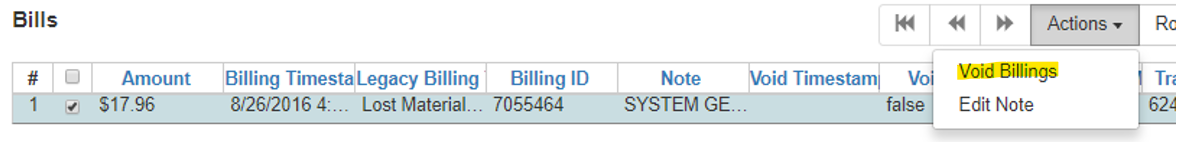 Bills
Actions Ro
# Amount Billing Timesta Legacy Billing Billing ID Note Void Timestamp Voi Tra
1 $17.96 8/26/2016 4:... Lost Material... 7055464 SYSTEM GE... false 624
Void Billings
Edit Note